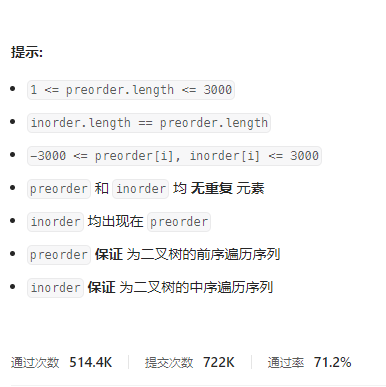 提示:
1 <= preorder.length <= 3000
inorder.length == preorder.length
-3000 <= preorder[i], inorder[i] <= 3000
preorder 和 inorder 均 无重复 元素
inorder 均出现在 preorder
preorder 保证 为二叉树的前序遍历序列
inorder 保证 为二叉树的中序遍历序列
通过次数 514.4K 提交次数 722K 通过率 71.2%